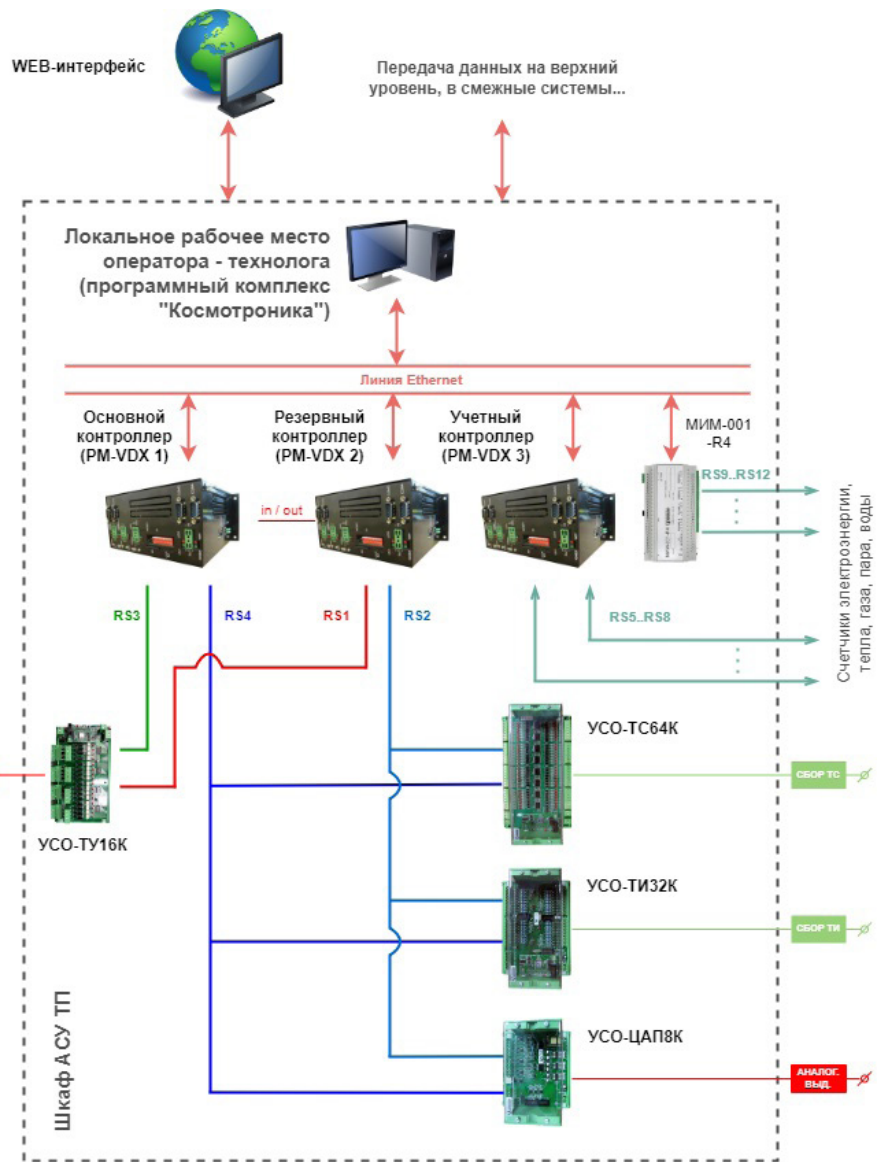 WEB-интерфейс
Передача данных на верхний
уровень, в смежные системы...
Локальное рабочее место
оператора - технолога
(программный комплекс
"Космотроника")
Линия Ethernet
Основной
контроллер
(PM-VDX 1)
Резервный
контроллер
(PM-VDX 2)
Учетный
контроллер
(PM-VDX 3)
МИМ-001
-R4
RS9..RS12
in / out
Счетчики электроэнергии,
тепла, газа, пара, воды
RS3
RS4
RS1
RS2
RS5..RS8
УСО-ТС64К
СБОР ТС
УСО-ТУ16К
УСО-ТИ32К
СБОР ТИ
УСО-ЦАП8К
АНАЛОГ.
ВЫД.
Шкаф АСУ ТП